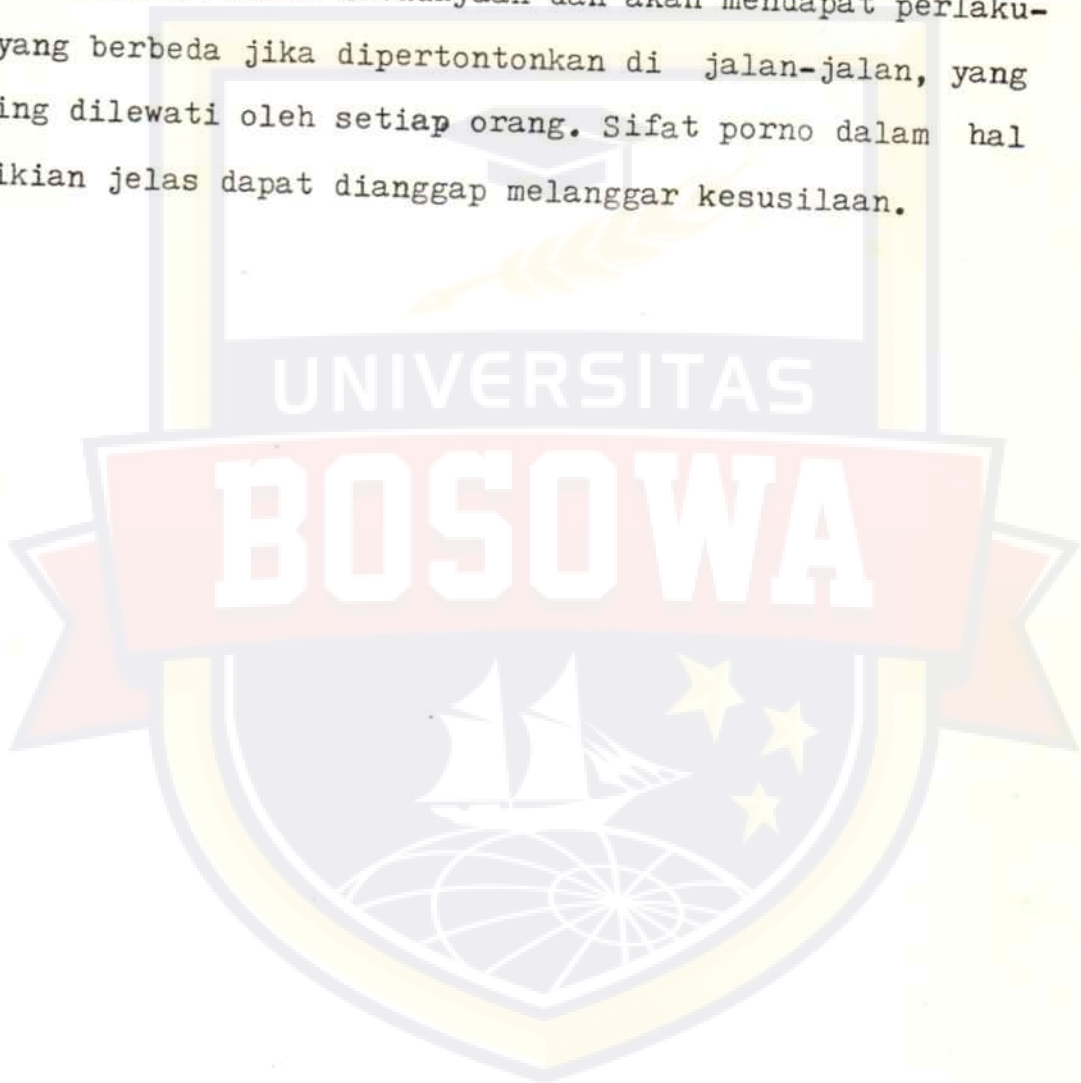 dan akan mendapat perlaku-
yang berbeda jika dipertontonkan di jalan-jalan, yang
ing dilewati oleh setiap orang. Sifat porno dalam hal
ikian jelas dapat dianggap melanggar kesusilaan.
UNIVERSITAS
BOSOWA